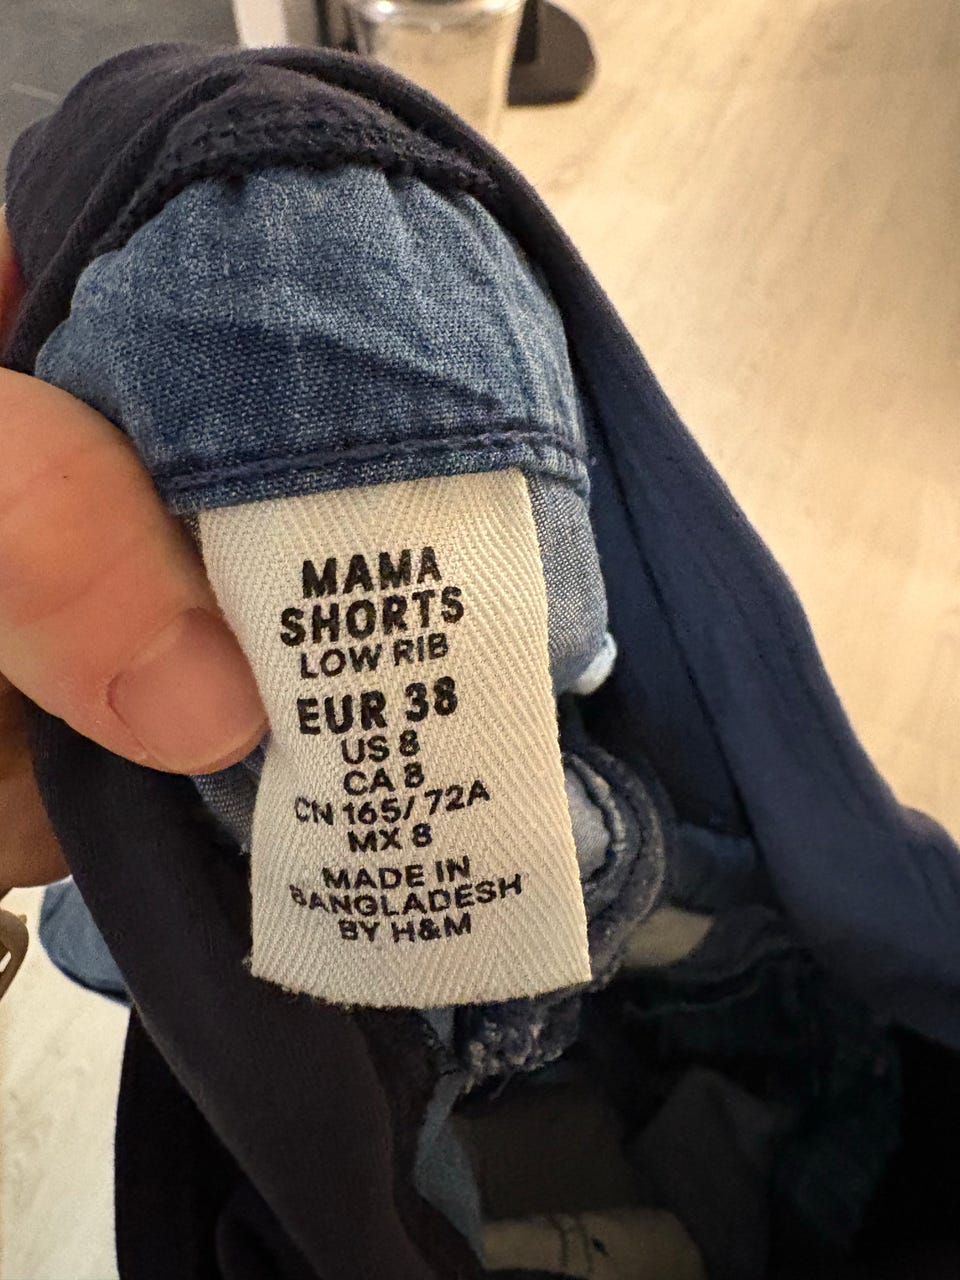 MAMA
SHORTS
LOW RIB
EUR 38
US 8
CA 8
CN 165/72A
MX 8
MADE IN
BANGLADESH
BY H&M